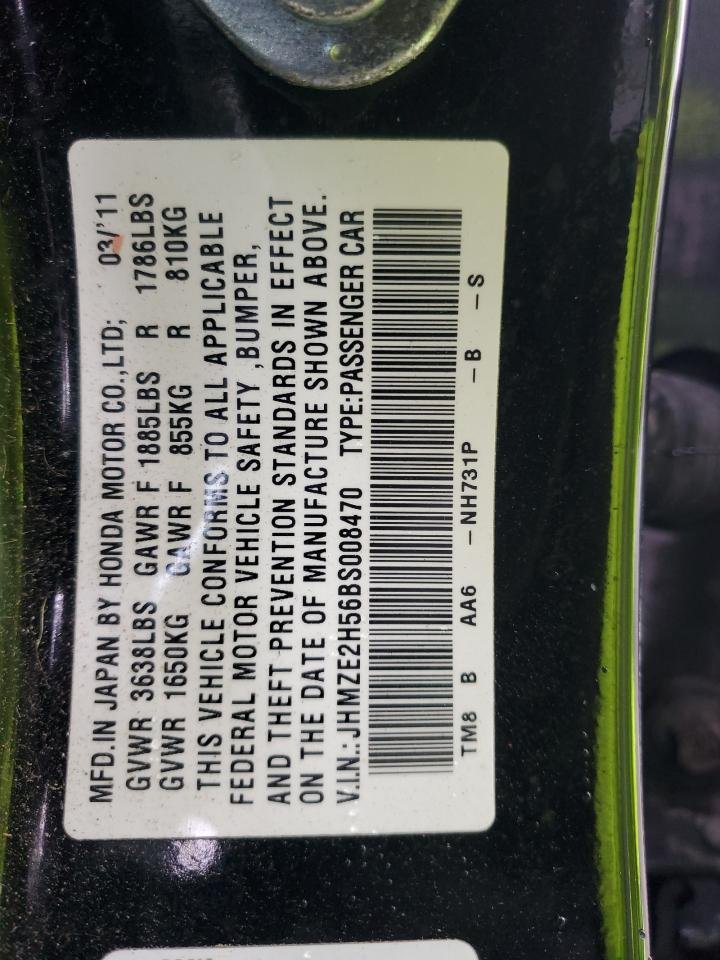 MFD.IN JAPAN BY HONDA MOTOR CO.,LTD; 03/'11
GVWR 3638LBS GAWR F 1885LBS R 1786LBS
GVWR 1650KG GAWR F 855KG R 810KG
THIS VEHICLE CONFORMS TO ALL APPLICABLE
FEDERAL MOTOR VEHICLE SAFETY ,BUMPER,
AND THEFT PREVENTION STANDARDS IN EFFECT
ON THE DATE OF MANUFACTURE SHOWN ABOVE.
V.I.N.: JHMZE2H56BS008470 TYPE:PASSENGER CAR
TM8 B AA6 -NH731P -B -S